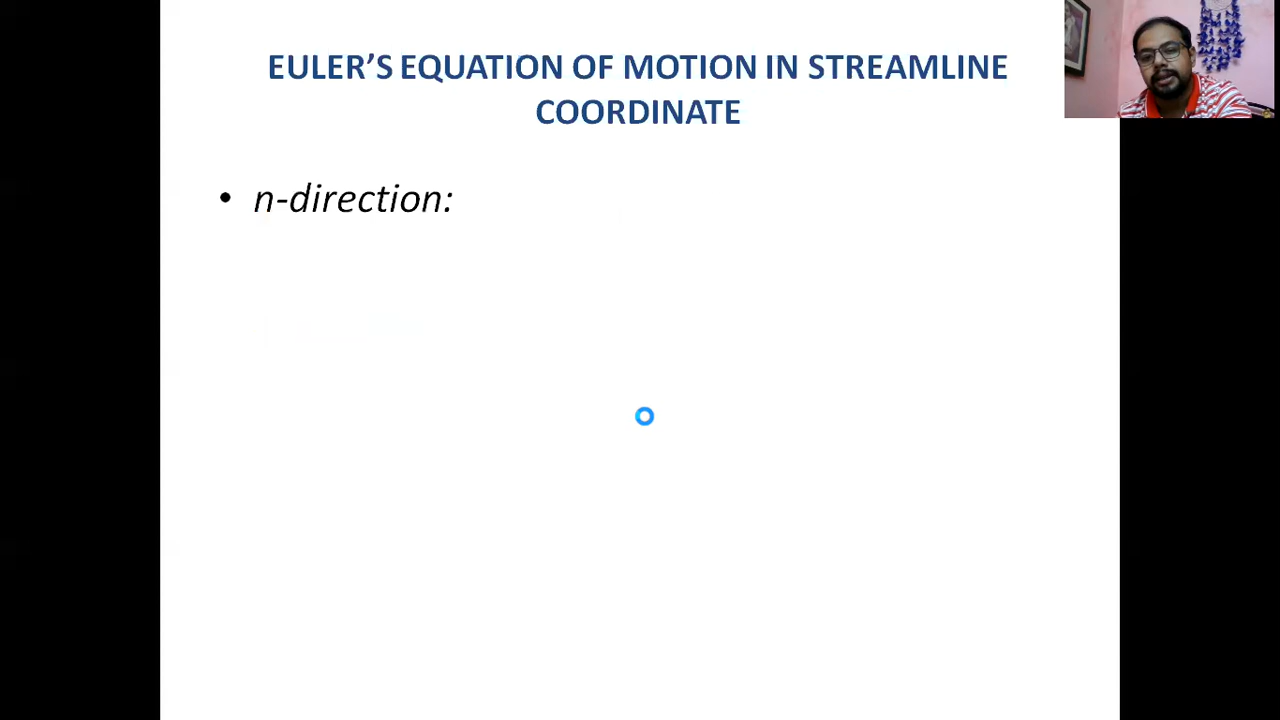 EULER’S EQUATION OF MOTION IN STREAMLINE
COORDINATE
• n-direction: